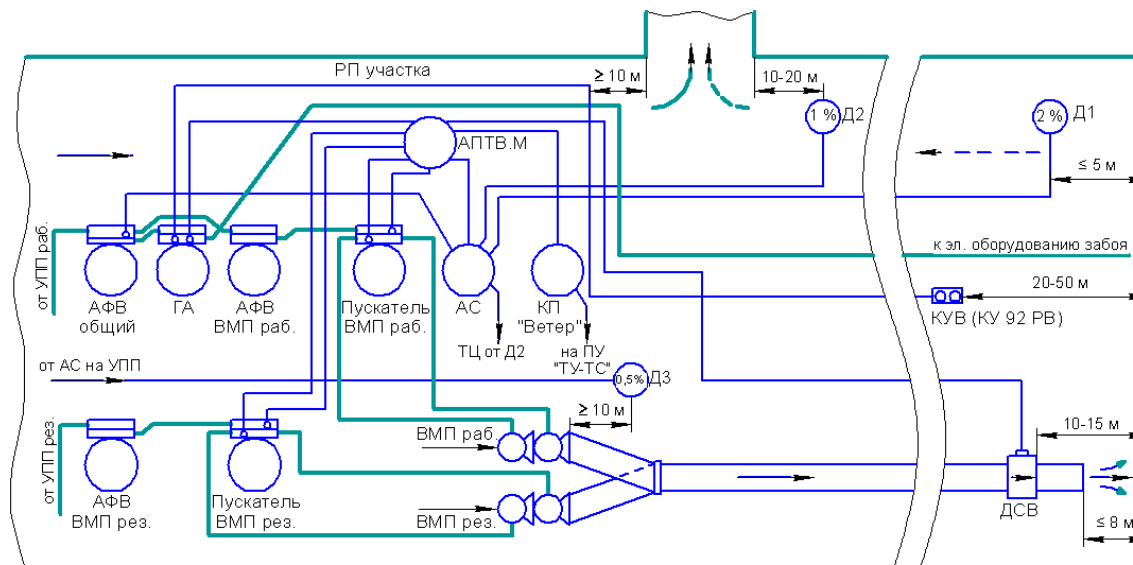 РП участка
≥ 10 м
10-20 м
1 %
Д2
2 %
Д1
АПТВ.М
≤ 5 м
от УПП раб.
к эл. оборудованию забоя
АФВ
общий
ГА
АФВ
ВМП раб.
Пускатель
ВМП раб.
АС
КП
"Ветер"
20-50 м
КУВ (КУ 92 РВ)
ТЦ от Д2
на ПУ
"ТУ-ТС"
от АС на УПП
0,5%
Д3
≥ 10 м
от УПП рез.
ВМП раб.
10-15 м
АФВ
ВМП рез.
Пускатель
ВМП рез.
ВМП рез.
ДСВ
≤ 8 м